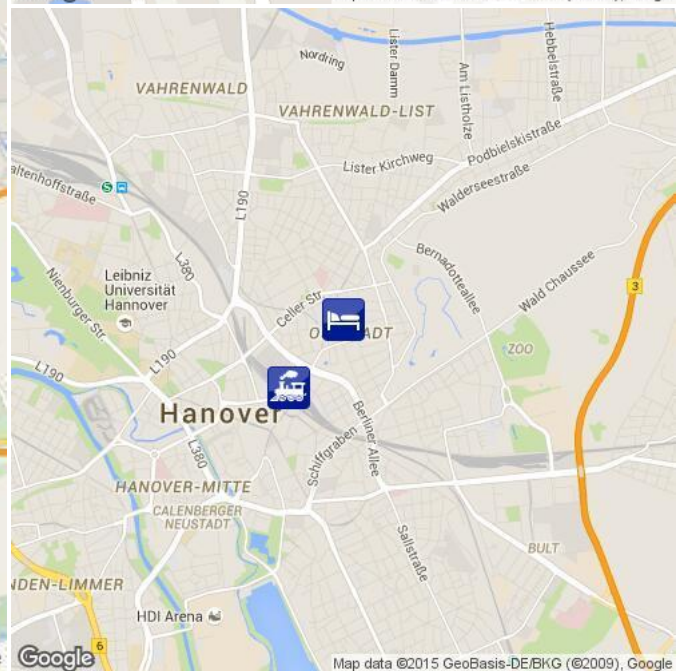 Nordring
Lister Damm
Am Listholze
Hebbelstraße
VAHRENWALD
VAHRENWALD-LIST
Podbielskistraße
Lister Kirchweg
Walderseestraße
altenhoffstraße
S
L190
L380
Bernadotteallee
Wald Chaussee
Leibniz
Universität
Hannover
Nienburger Str.
Celler Str.
3
ZOO
L190
L190
Hanover
Berliner Allee
Schiffgraben
L380
HANOVER-MITTE
CALENBERGER
NEUSTADT
Sallstraße
BULT
NDEN-LIMMER
HDI Arena
6
Google
Map data ©2015 GeoBasis-DE/BKG (©2009), Google